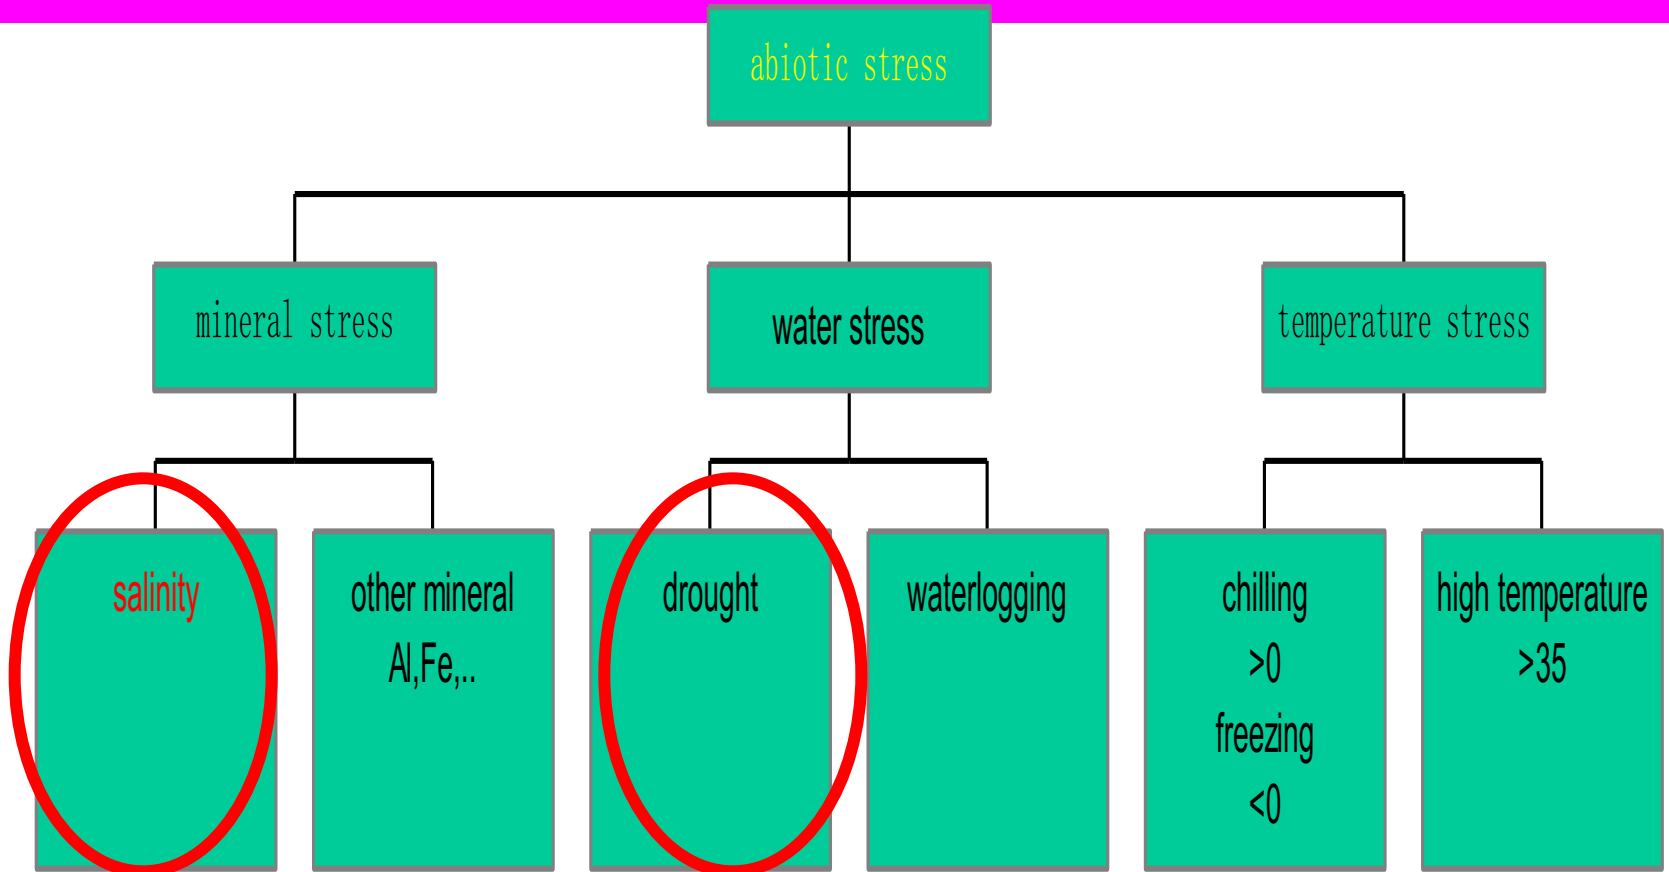 abiotic stress
mineral stress
water stress
temperature stress
salinity
other mineral
Al,Fe,..
drought
waterlogging
chilling
>0
freezing
<0
high temperature
>35